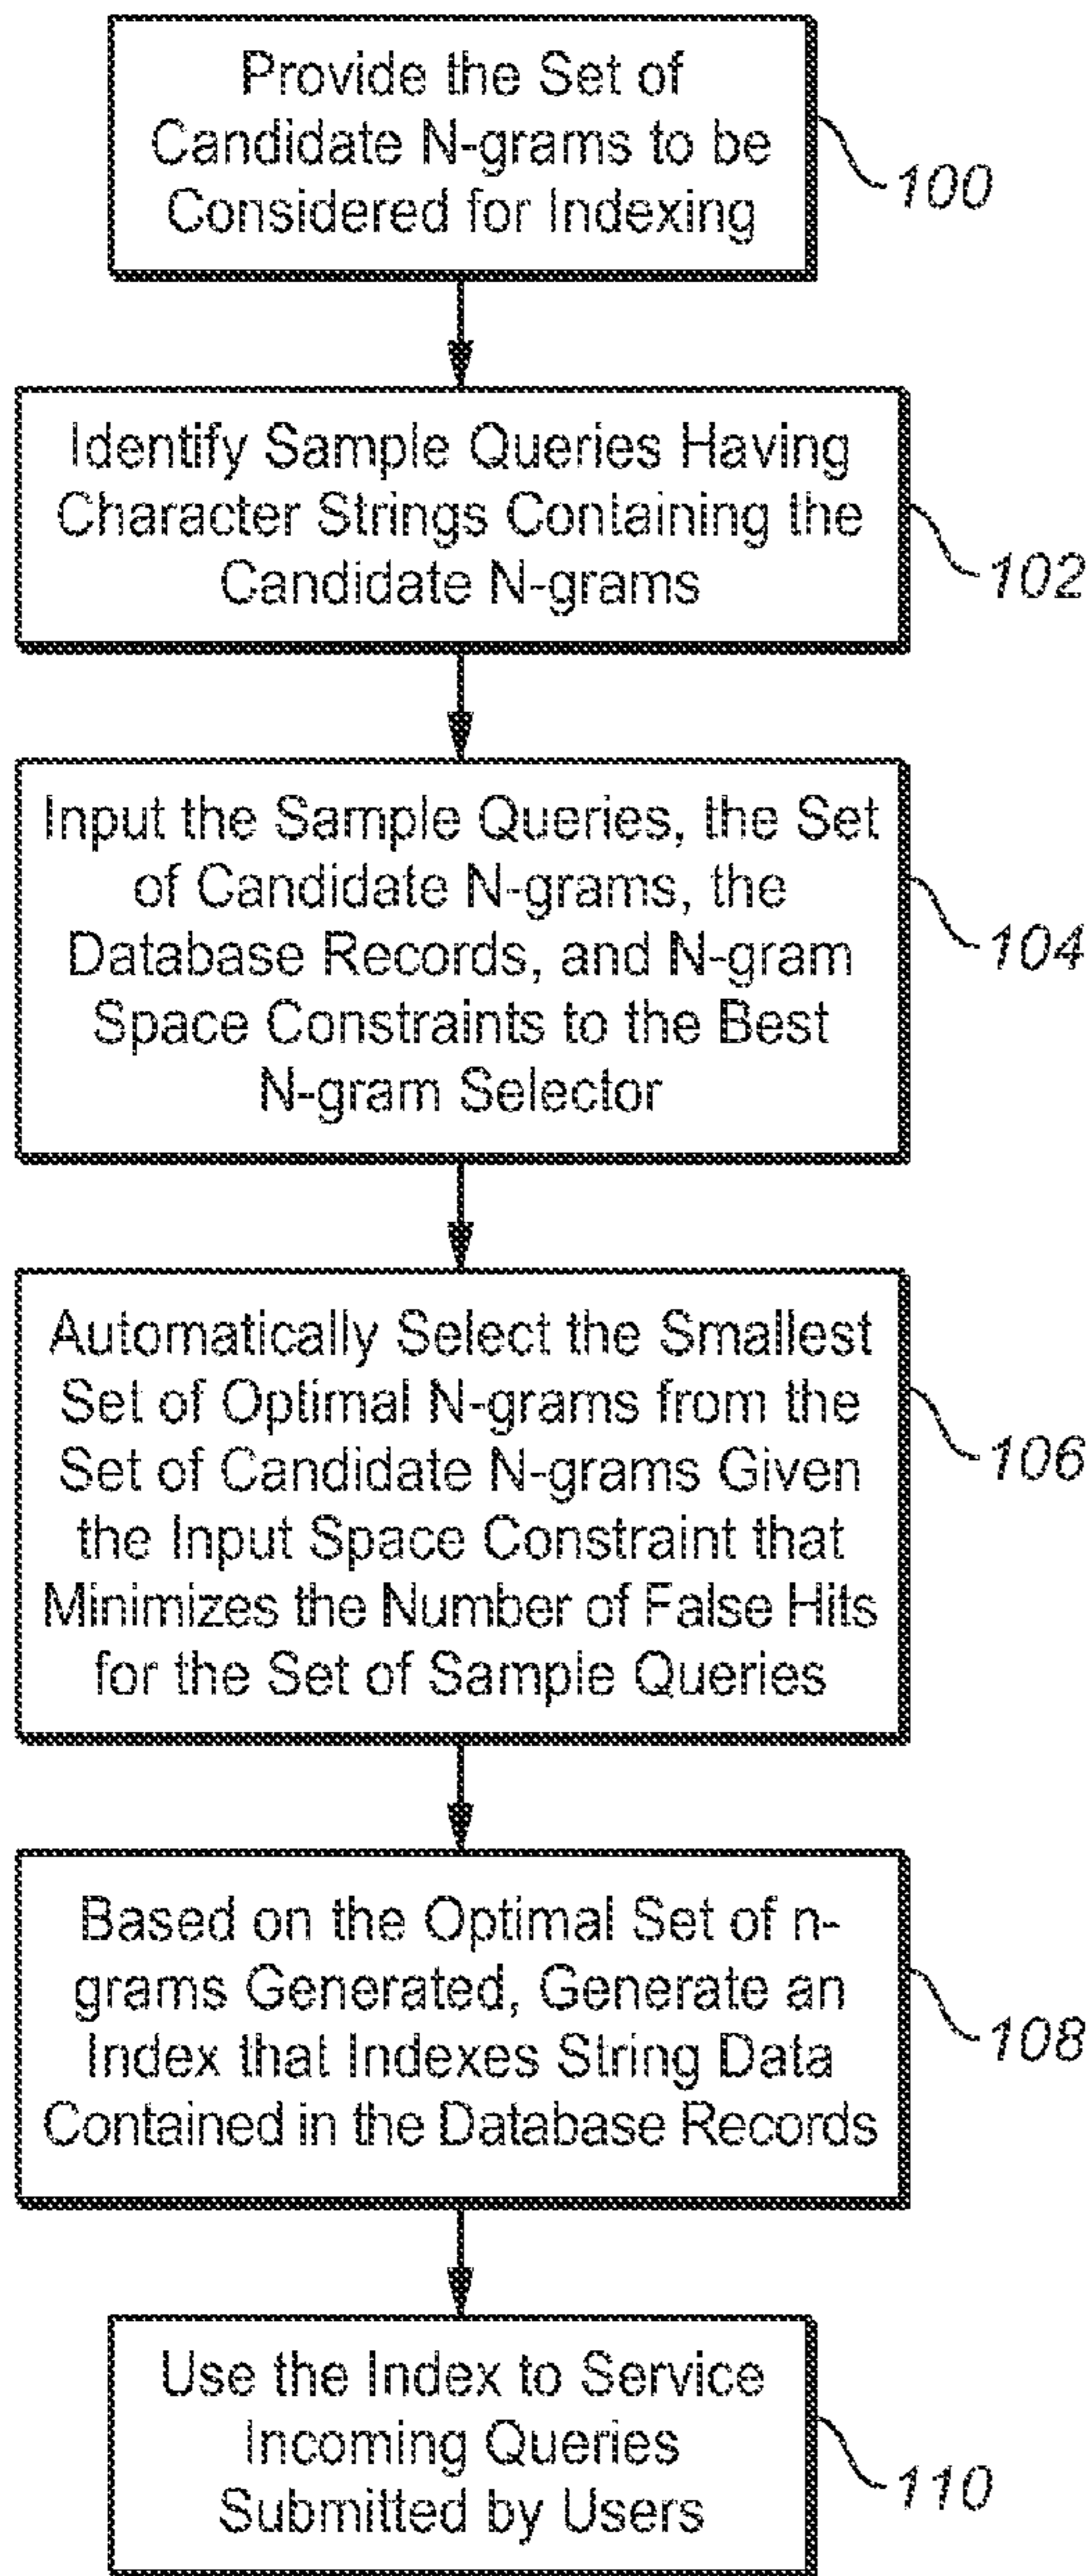 Provide the Set of
Candidate N-grams to be
Considered for Indexing
100
Identify Sample Queries Having
Character Strings Containing the
Candidate N-grams
102
Input the Sample Queries, the Set
of Candidate N-grams, the
Database Records, and N-gram
Space Constraints to the Best
N-gram Selector
104
Automatically Select the Smallest
Set of Optimal N-grams from the
Set of Candidate N-grams Given
the Input Space Constraint that
Minimizes the Number of False Hits
for the Set of Sample Queries
106
Based on the Optimal Set of n-
grams Generated, Generate an
Index that Indexes String Data
Contained in the Database Records
108
Use the Index to Service
Incoming Queries
Submitted by Users
110